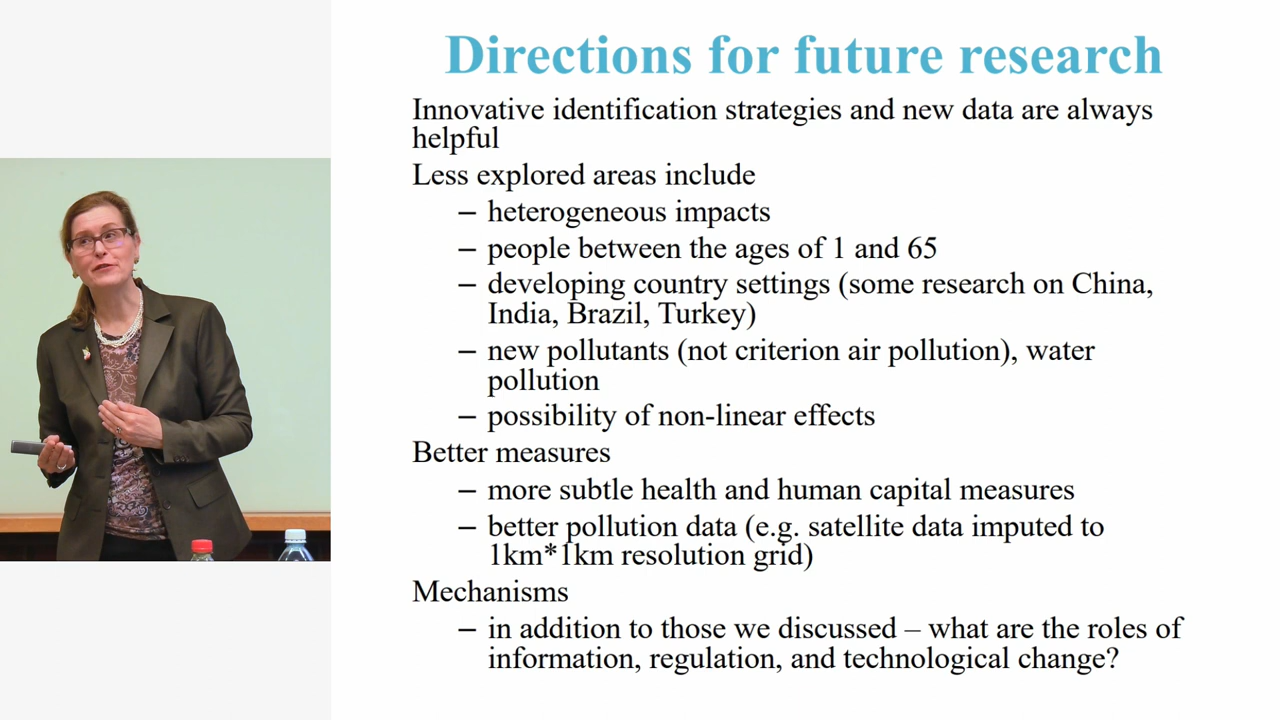 Directions for future research
Innovative identification strategies and new data are always
helpful
Less explored areas include
– heterogeneous impacts
– people between the ages of 1 and 65
– developing country settings (some research on China,
India, Brazil, Turkey)
– new pollutants (not criterion air pollution), water
pollution
– possibility of non-linear effects
Better measures
– more subtle health and human capital measures
– better pollution data (e.g. satellite data imputed to
1km*1km resolution grid)
Mechanisms
– in addition to those we discussed – what are the roles of
information, regulation, and technological change?